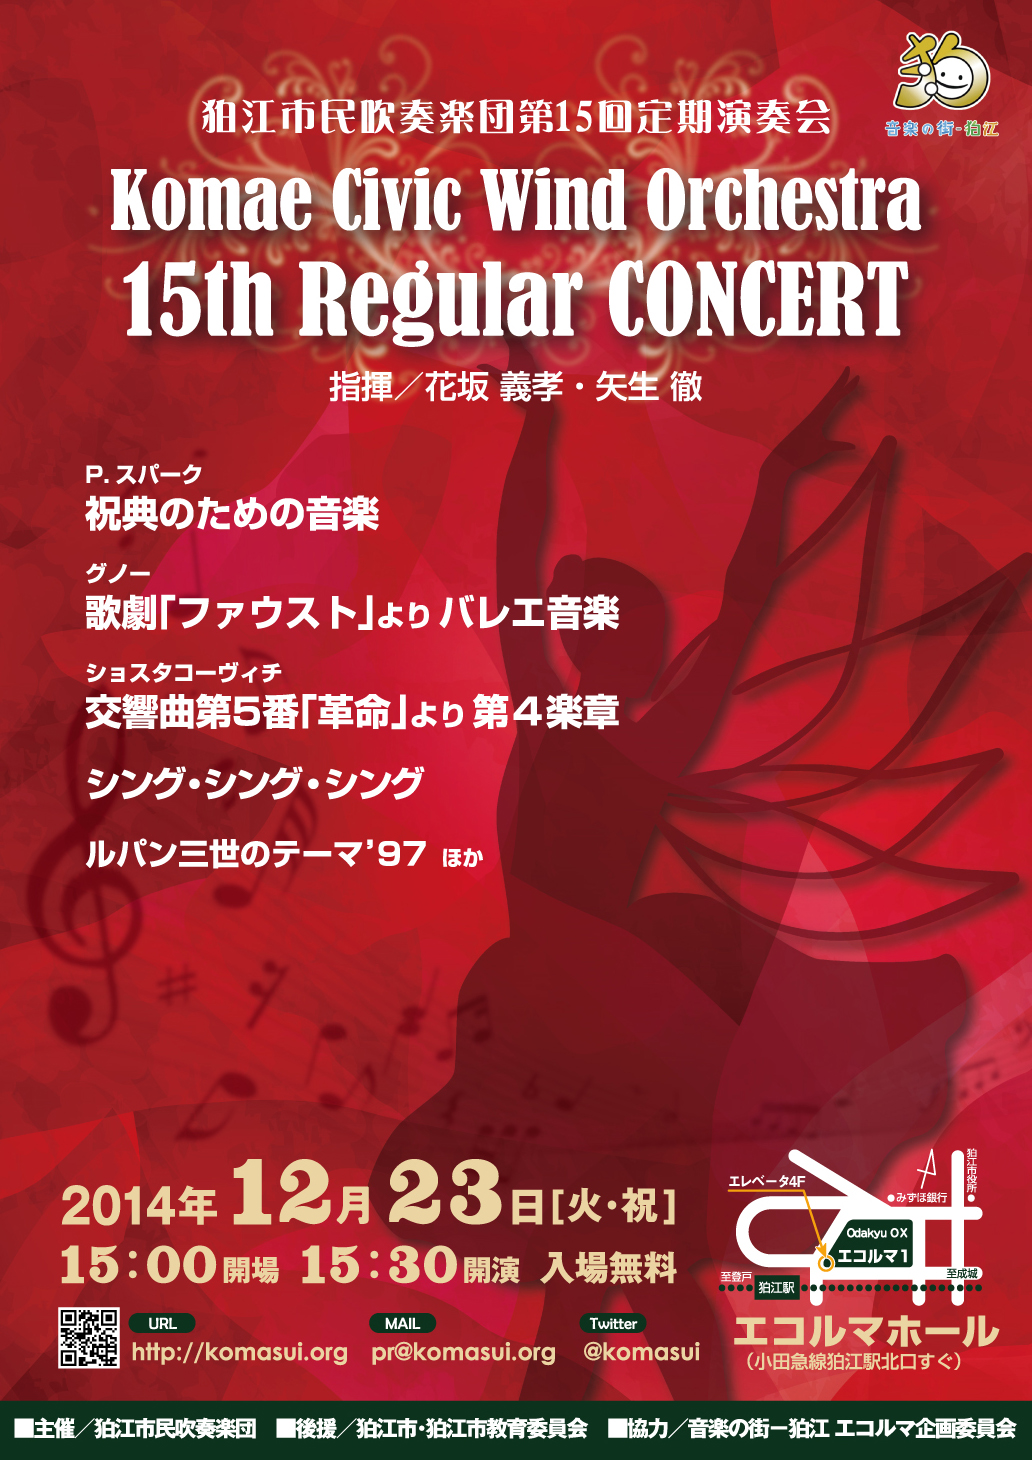 狛
音楽の街-狛江
狛江市民吹奏楽団第15回定期演奏会
Komae Civic Wind Orchestra
15th Regular CONCERT
指揮／花坂 義孝・矢生 徹
P. スパーク
祝典のための音楽
グノー
歌劇「ファウスト」より バレエ音楽
ショスタコーヴィチ
交響曲第5番「革命」より 第４楽章
シング・シング・シング
ルパン三世のテーマ’97 ほか
2014年 12月 23日[火・祝]
15：00開場 15：30開演 入場無料
URL
http://komasui.org
MAIL
pr@komasui.org
Twitter
@komasui
エレベータ4F
みずほ銀行
狛江市役所
Odakyu OX
エコルマ1
至登戸
狛江駅
至成城
エコルマホール
（小田急線狛江駅北口すぐ）
■主催／狛江市民吹奏楽団 ■後援／狛江市・狛江市教育委員会 ■協力／音楽の街－狛江 エコルマ企画委員会